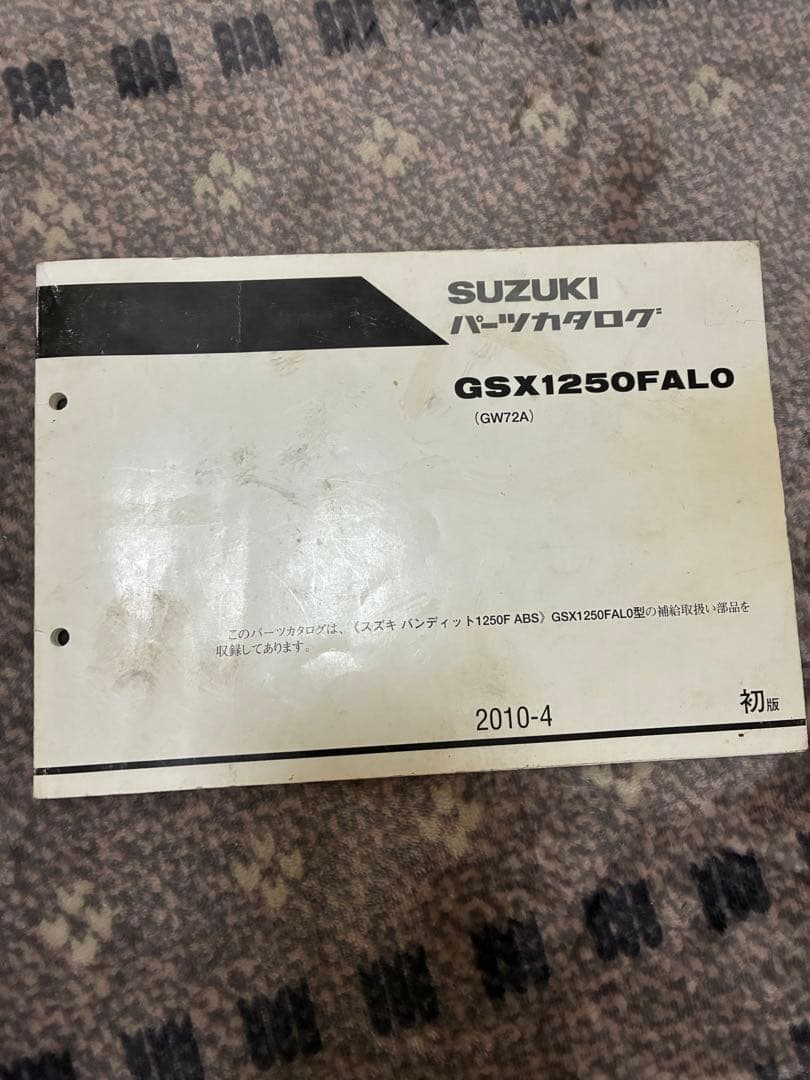 SUZUKI
パーツカタログ
GSX1250FAL0
(GW72A)
このパーツカタログは、《スズキ バンディット1250F ABS》GSX1250FAL0型の補給取扱い部品を
収録してあります。
2010-4
初版